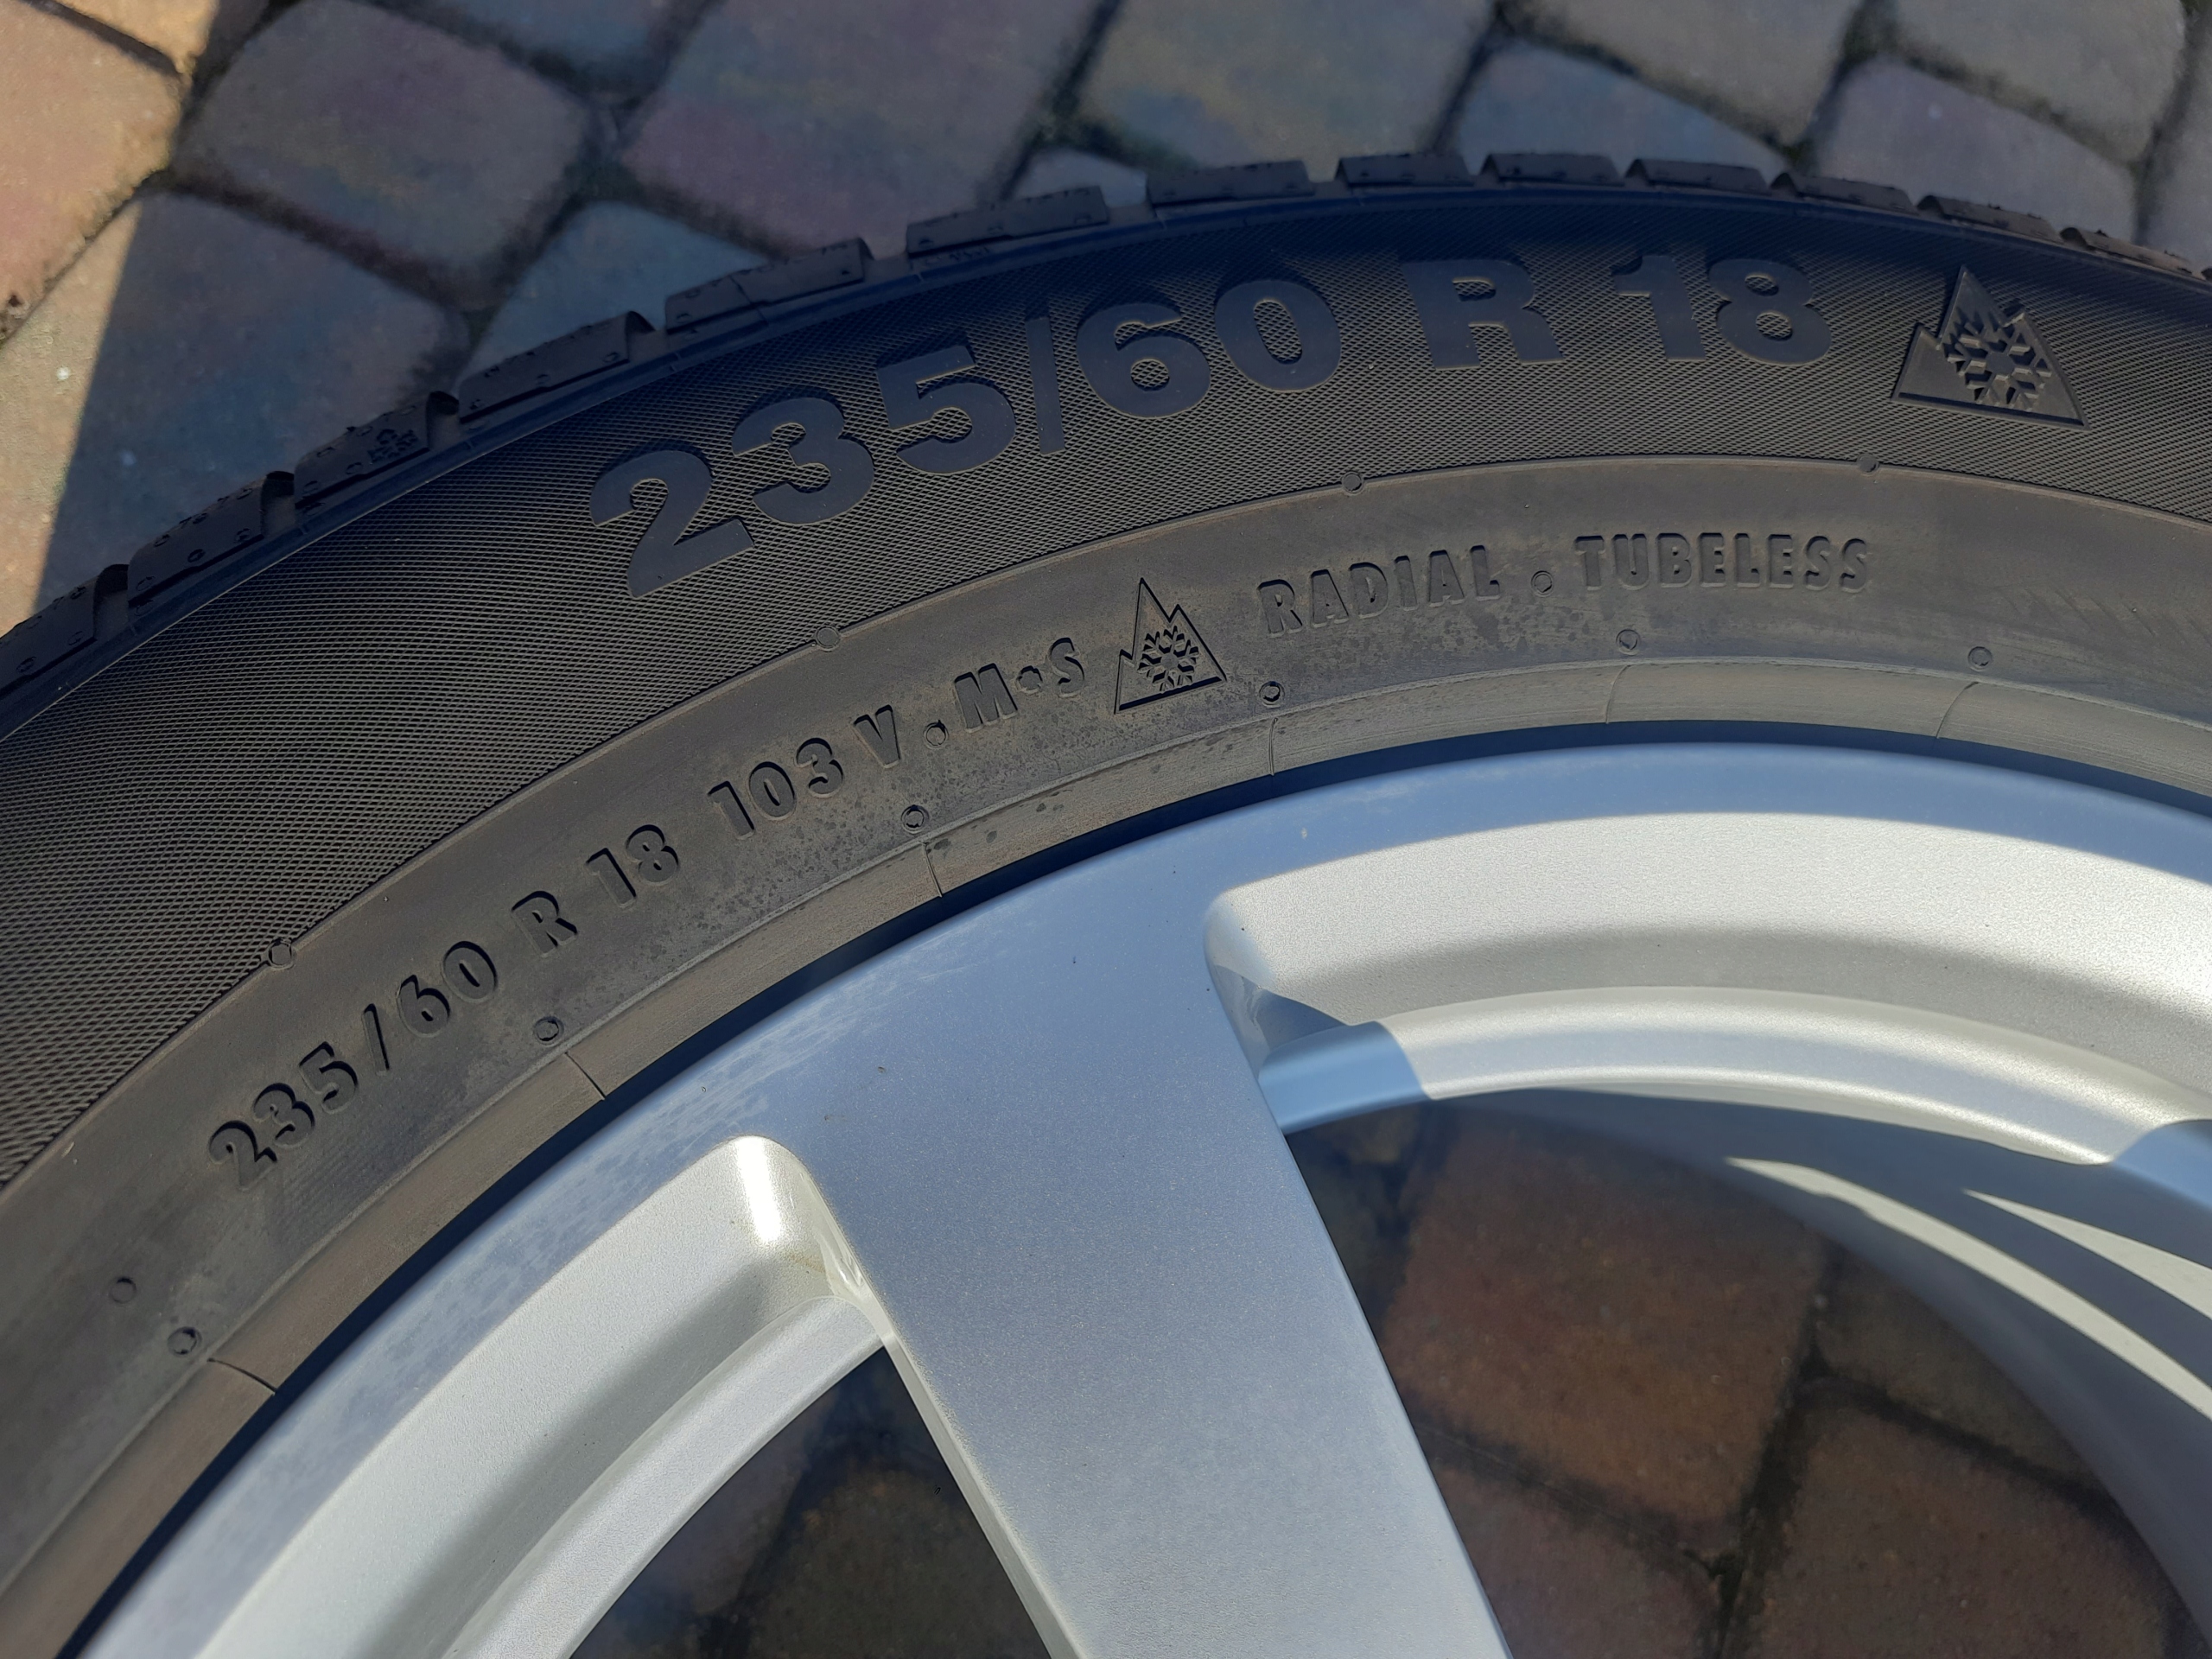 235/60 R 18
235/60 R 18 103 V • M•S RADIAL • TUBELESS